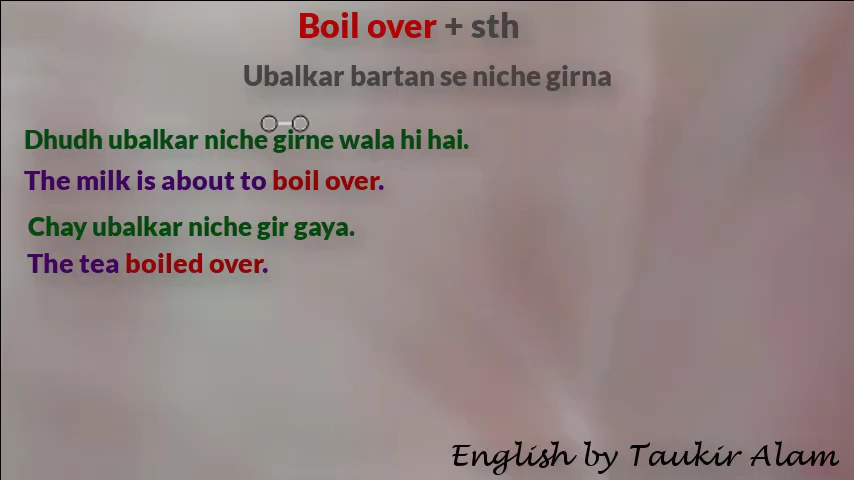 Boil over + sth
Ubalkar bartan se niche girna
Dhudh ubalkar niche girne wala hi hai.
The milk is about to boil over.
Chay ubalkar niche gir gaya.
The tea boiled over.
English by Taukir Alam